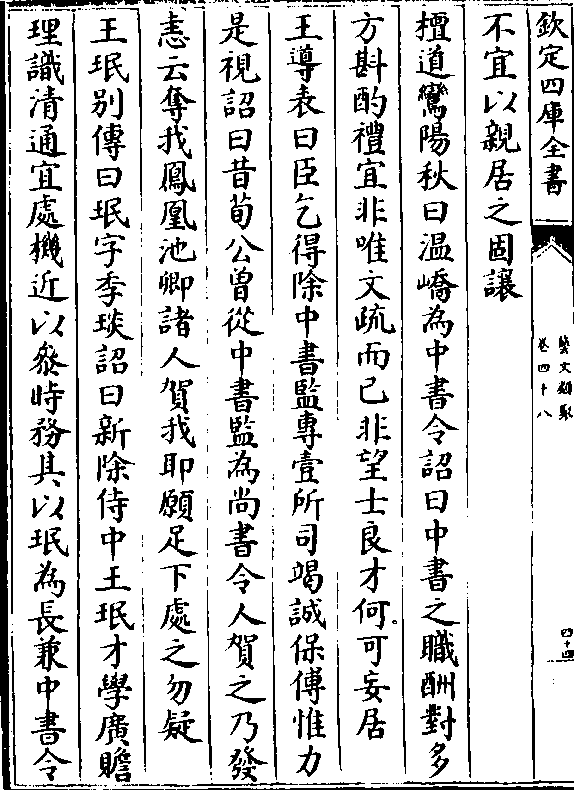 欽定四庫全書
藝文類聚
卷四十八
四十四
不宜以親居之固讓
檀道鸞陽秋曰温嶠為中書令詔曰中書之職酬對多
方斟酌禮宜非唯文疏而已非望士良才何可妄居
王導表曰臣乞得除中書監専壹所司竭誠保傅惟力
是視詔曰昔荀公曾從中書監為尚書令人賀之乃發
恚云奪我鳳凰池卿諸人賀我耶願足下處之勿疑
王珉别傳曰珉字季琰詔曰新除侍中王珉才學廣贍
理識清通宜處機近以叅時務其以珉為長兼中書令